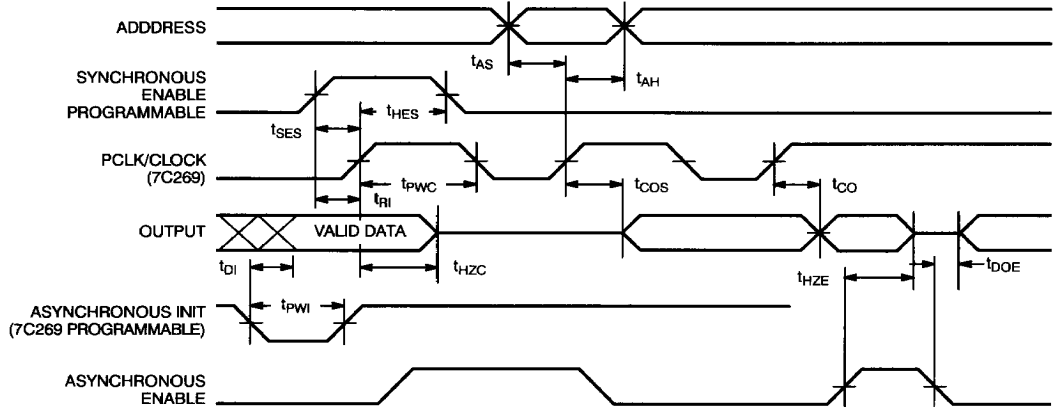 ADDDRESS
tAS
tAH
SYNCHRONOUS
ENABLE
PROGRAMMABLE
tHES
tSES
PCLK/CLOCK
(7C269)
tPWC
tCOS
tCO
tRI
OUTPUT
VALID DATA
tDI
tHZC
tHZE
tDOE
tPWI
ASYNCHRONOUS INIT
(7C269 PROGRAMMABLE)
ASYNCHRONOUS
ENABLE